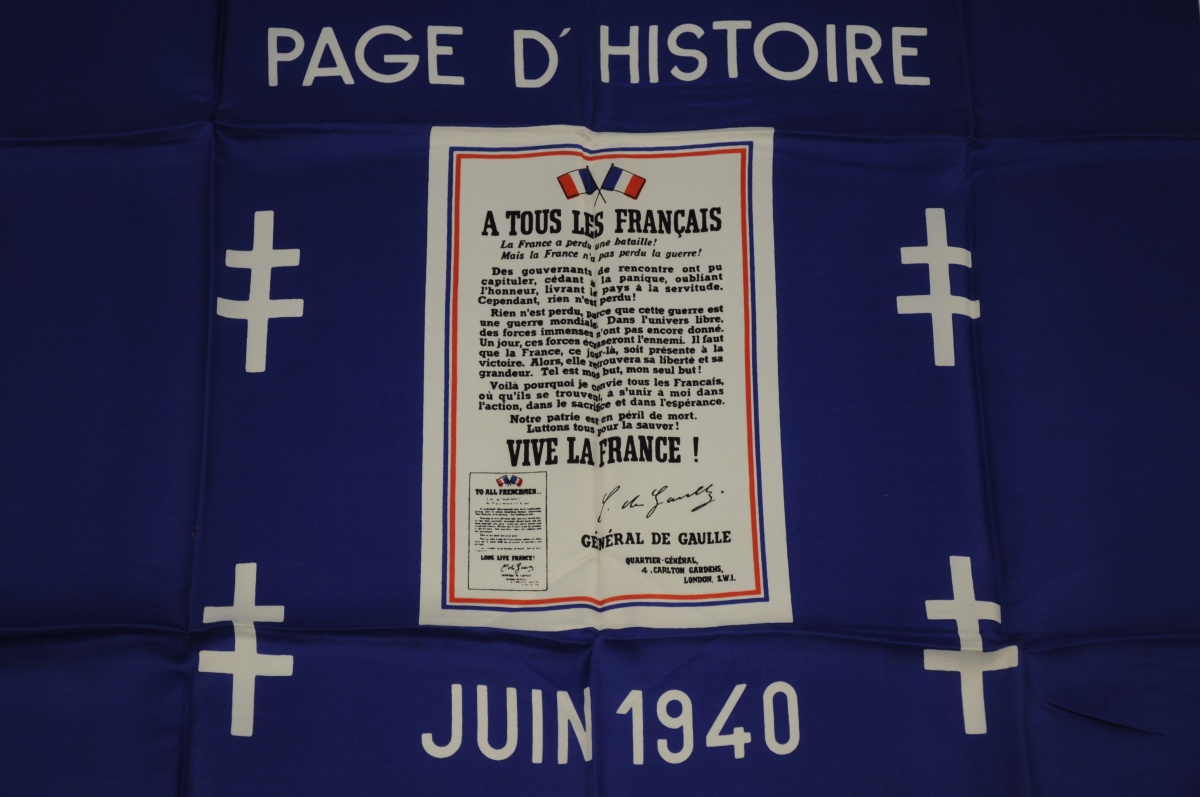 PAGE D'HISTOIRE
A TOUS LES FRANÇAIS
La France a perdu une bataille!
Mais la France n'a pas perdu la guerre!
Des gouvernants de rencontre ont pu
capituler, cédant à la panique, oubliant
l'honneur, livrant le pays à la servitude.
Cependant, rien n'est perdu!
Rien n'est perdu, parce que cette guerre est
une guerre mondiale. Dans l'univers libre,
des forces immenses n'ont pas encore donné.
Un jour, ces forces écraseront l'ennemi. Il faut
que la France, ce jour-là, soit présente à la
victoire. Alors, elle retrouvera sa liberté et sa
grandeur. Tel est mon but, mon seul but!
Voilà pourquoi je convie tous les Francais,
où qu'ils se trouvent, à s'unir à moi dans
l'action, dans le sacrifice et dans l'espérance.
Notre patrie est en péril de mort.
Luttons tous pour la sauver!
VIVE LA FRANCE !
TO ALL FRENCHMEN..
LONG LIVE FRANCE!
C. de Gaulle.
GÉNÉRAL DE GAULLE
QUARTIER-GÉNÉRAL,
4, CARLTON GARDENS,
LONDON, S.W.1.
JUIN 1940